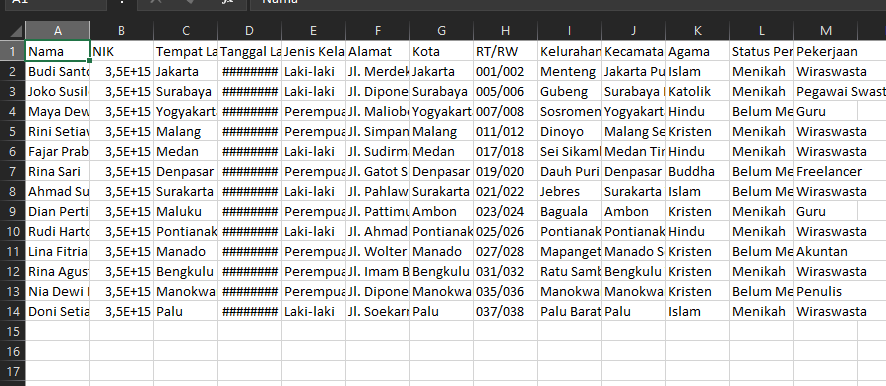 A1 fx Nama
A B C D E F G H I J K L M
1 Nama NIK Tempat La Tanggal La Jenis Kela Alamat Kota RT/RW Kelurahan Kecamata Agama Status Per Pekerjaan
2 Budi Santo 3,5E+15 Jakarta ######## Laki-laki Jl. Merdek Jakarta 001/002 Menteng Jakarta Pu Islam Menikah Wiraswasta
3 Joko Susil 3,5E+15 Surabaya ######## Laki-laki Jl. Dipone Surabaya 005/006 Gubeng Surabaya Katolik Menikah Pegawai Swast
4 Maya Dew 3,5E+15 Yogyakart ######## Perempua Jl. Maliob Yogyakart 007/008 Sosromen Yogyakart Hindu Belum Me Guru
5 Rini Setia 3,5E+15 Malang ######## Perempua Jl. Simpan Malang 011/012 Dinoyo Malang Se Kristen Menikah Wiraswasta
6 Fajar Prab 3,5E+15 Medan ######## Laki-laki Jl. Sudirm Medan 017/018 Sei Sikam Medan Tin Hindu Menikah Wiraswasta
7 Rina Sari 3,5E+15 Denpasar ######## Perempua Jl. Gatot S Denpasar 019/020 Dauh Puri Denpasar Buddha Belum Me Freelancer
8 Ahmad Su 3,5E+15 Surakarta ######## Laki-laki Jl. Pahlaw Surakarta 021/022 Jebres Surakarta Islam Belum Me Wiraswasta
9 Dian Perti 3,5E+15 Maluku ######## Perempua Jl. Pattimu Ambon 023/024 Baguala Ambon Kristen Menikah Guru
10 Rudi Harto 3,5E+15 Pontianak ######## Laki-laki Jl. Ahmad Pontianak 025/026 Pontianak Pontianak Hindu Menikah Wiraswasta
11 Lina Fitria 3,5E+15 Manado ######## Perempua Jl. Wolter Manado 027/028 Mapanget Manado S Kristen Belum Me Akuntan
12 Rina Agus 3,5E+15 Bengkulu ######## Perempua Jl. Imam B Bengkulu 031/032 Ratu Samb Bengkulu Kristen Menikah Wiraswasta
13 Nia Dewi 3,5E+15 Manokwa ######## Perempua Jl. Dipone Manokwa 035/036 Manokwa Manokwa Kristen Belum Me Penulis
14 Doni Setia 3,5E+15 Palu ######## Laki-laki Jl. Soekarn Palu 037/038 Palu Barat Palu Islam Menikah Wiraswasta
15
16
17